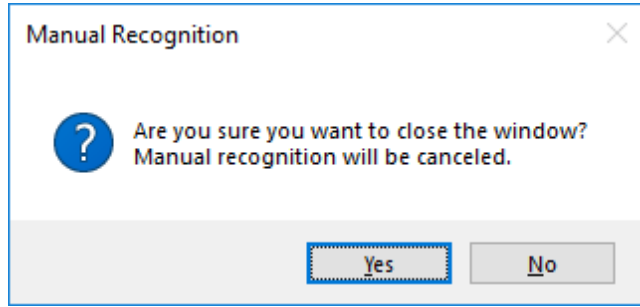 Manual Recognition
Are you sure you want to close the window?
Manual recognition will be canceled.
Yes
No